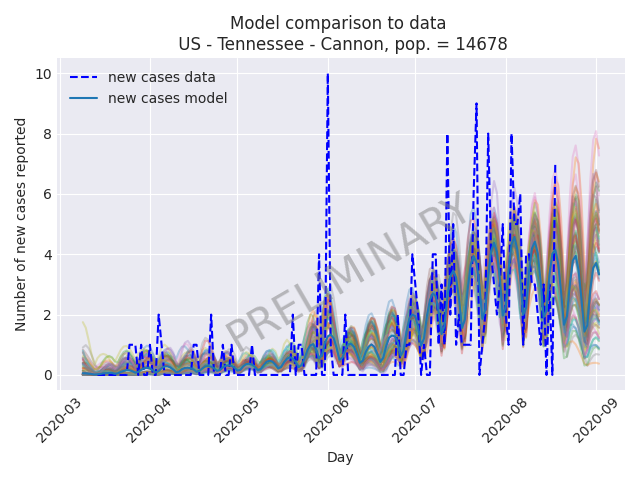 Model comparison to data
US - Tennessee - Cannon, pop. = 14678
new cases data
new cases model
Number of new cases reported
10
8
6
4
2
0
PRELIMINARY
2020-03
2020-04
2020-05
2020-06
2020-07
2020-08
2020-09
Day